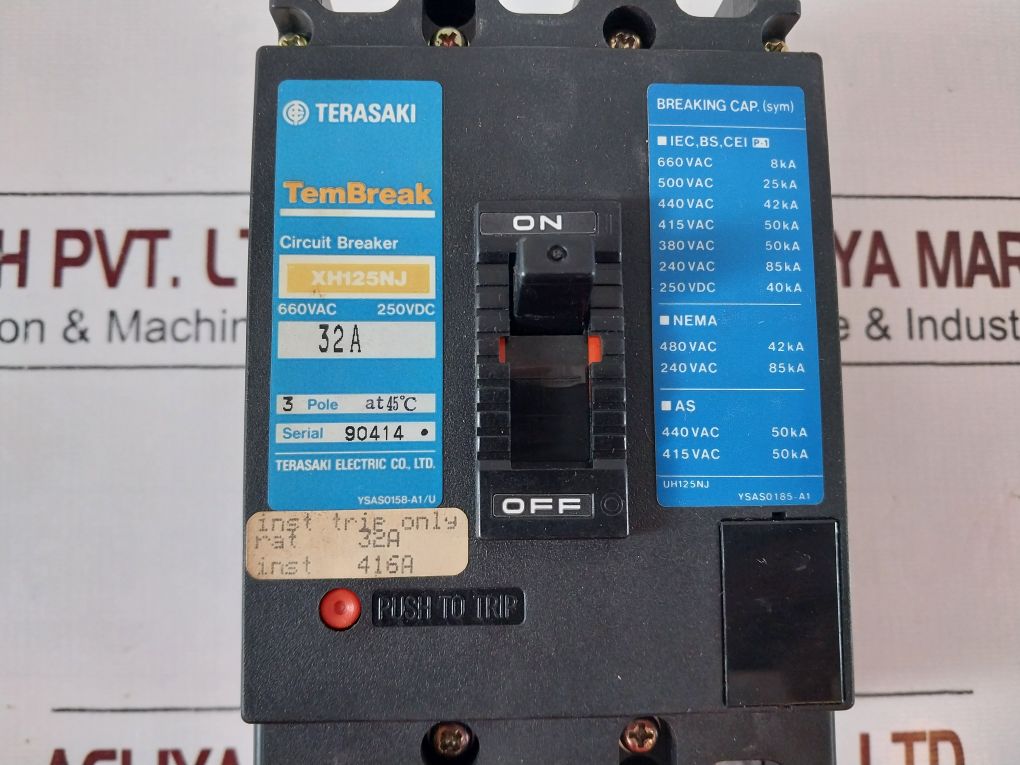 TERASAKI
TemBreak
Circuit Breaker
XH125NJ
660VAC 250VDC
32A
3 Pole at 45℃
Serial 90414 •
TERASAKI ELECTRIC CO., LTD.
YSAS0158-A1/U
inst trip only
rat 32A
inst 416A
PUSH TO TRIP
ON
OFF
BREAKING CAP. (sym)
■ IEC,BS,CEI P-1
660VAC 8kA
500VAC 25kA
440VAC 42kA
415VAC 50kA
380VAC 50kA
240VAC 85kA
250VDC 40kA
■ NEMA
480VAC 42kA
240VAC 85kA
■ AS
440VAC 50kA
415VAC 50kA
UH125NJ
YSAS0185-A1
H PVT. LT
on & Machin
YA MAR
e & Indust
LTD